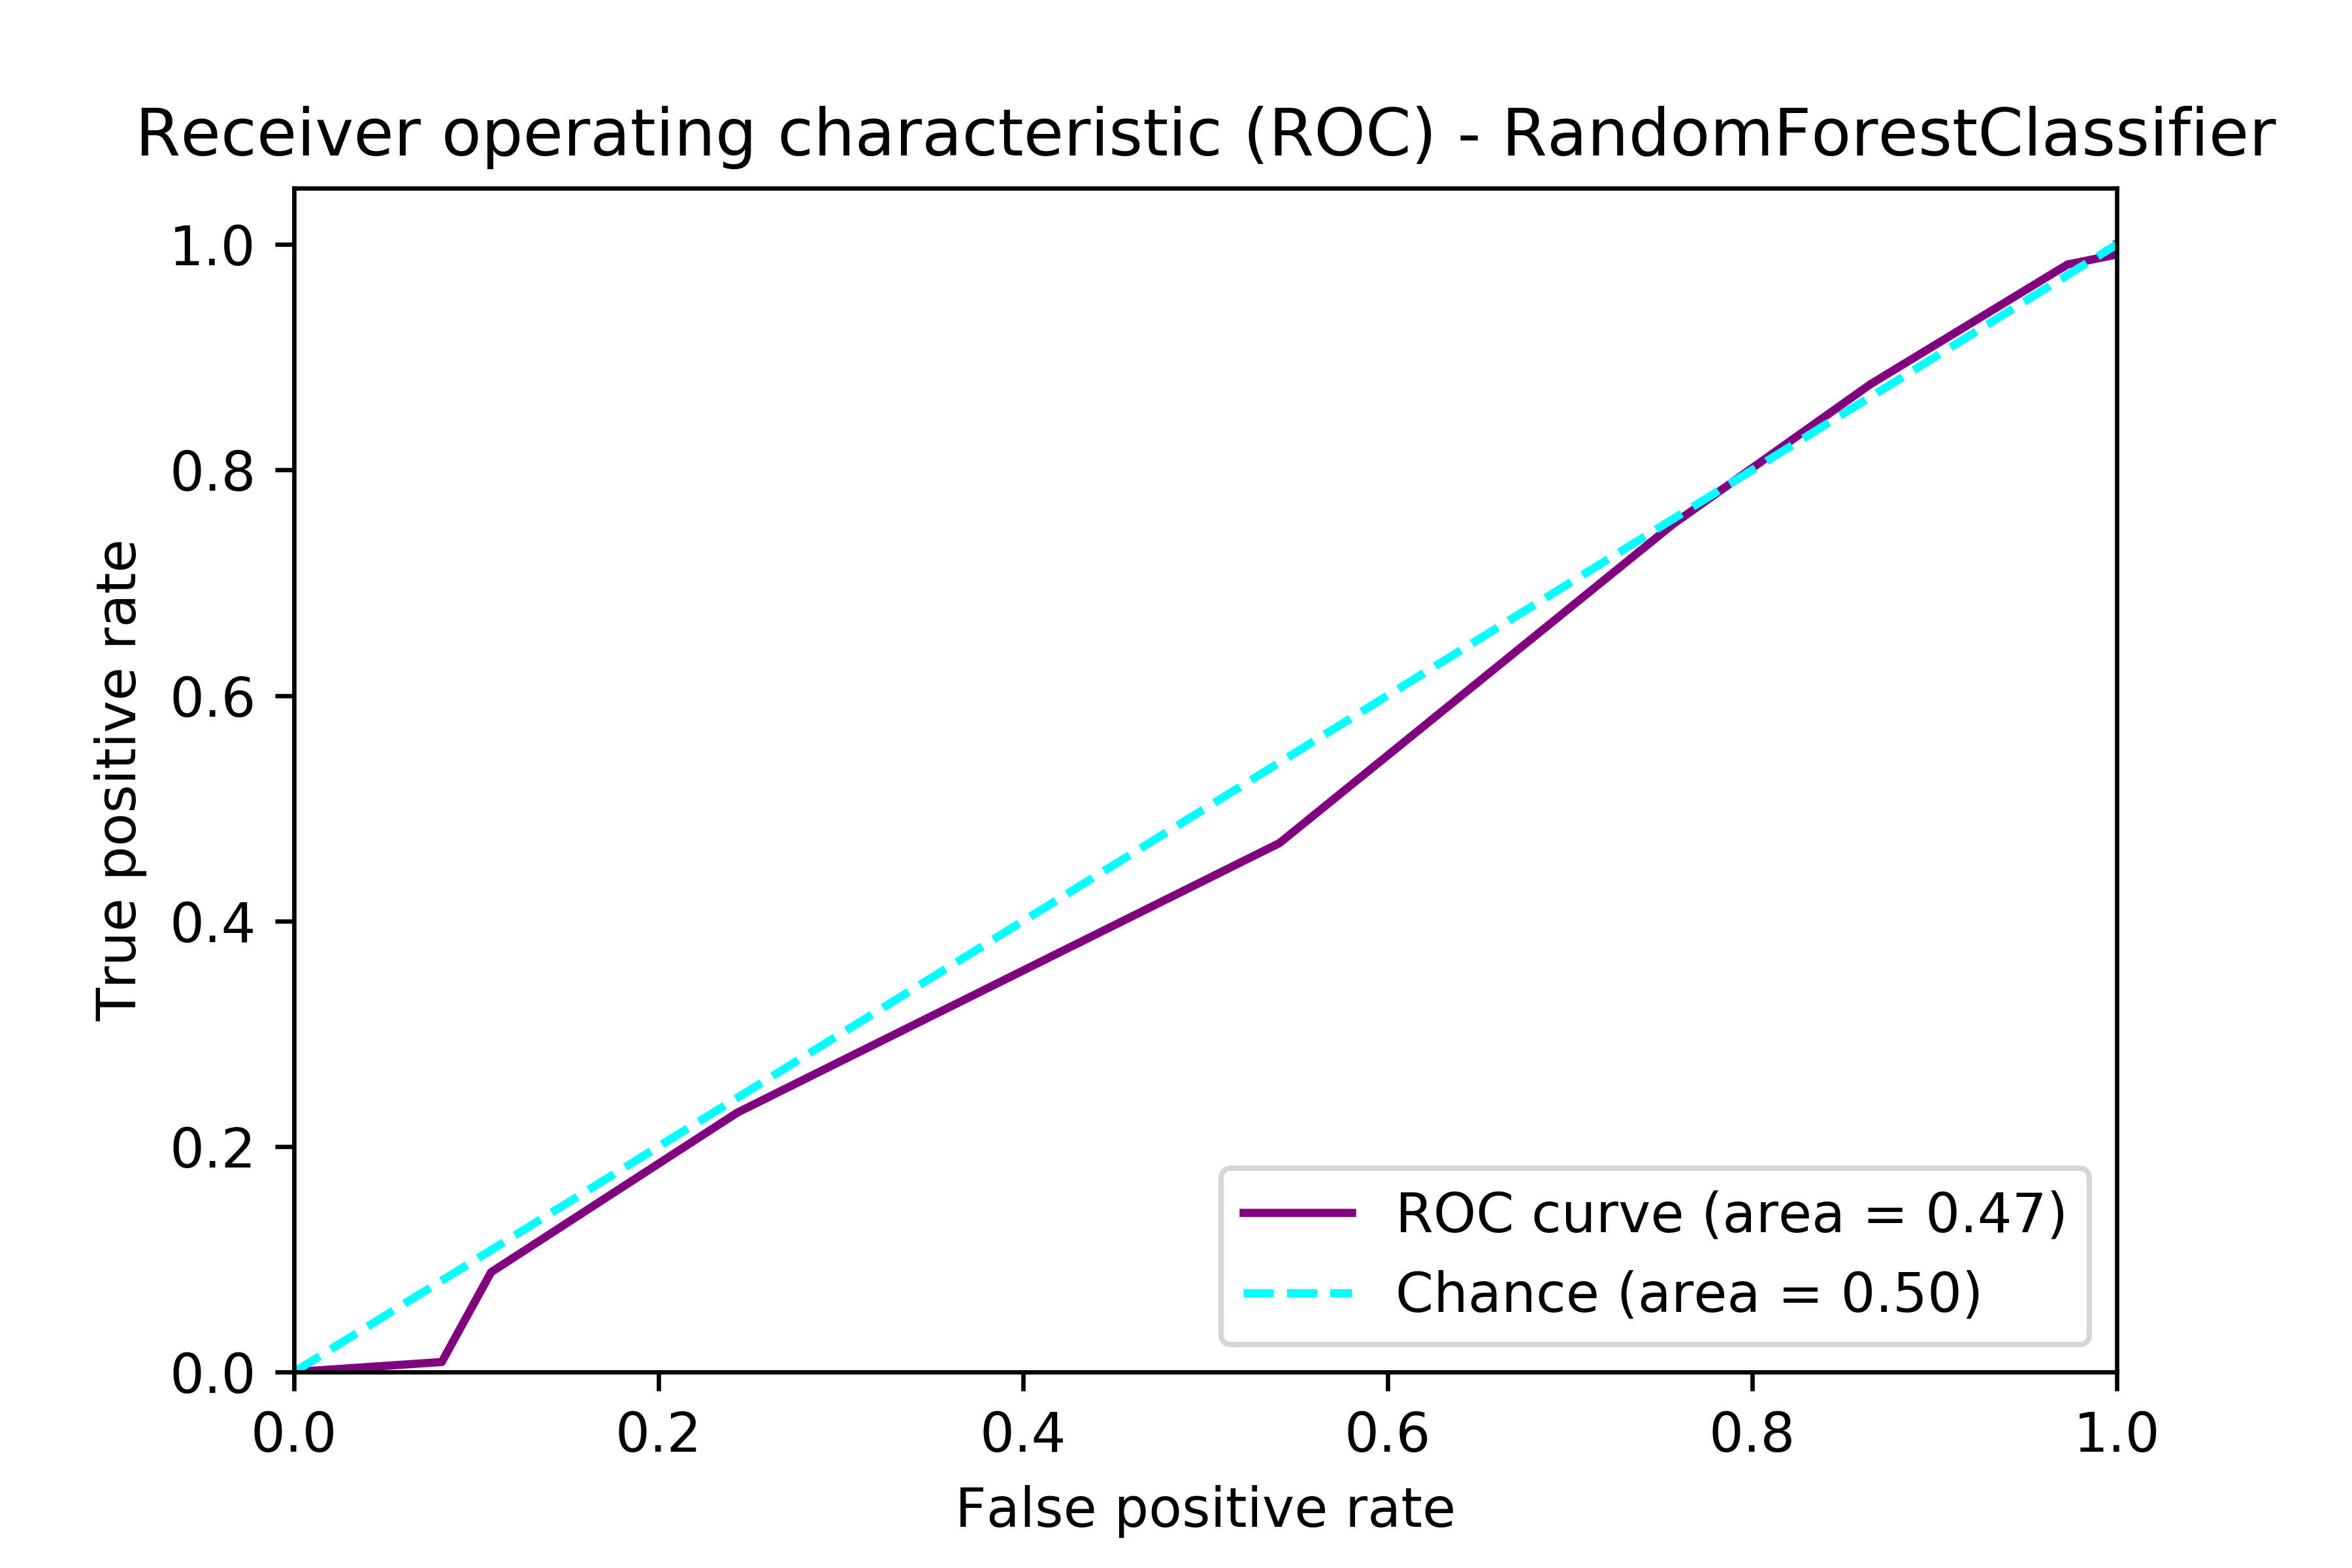 Receiver operating characteristic (ROC) - RandomForestClassifier
1.0
0.8
0.6
0.4
0.2
0.0
True positive rate
ROC curve (area = 0.47)
Chance (area = 0.50)
0.0 0.2 0.4 0.6 0.8 1.0
False positive rate